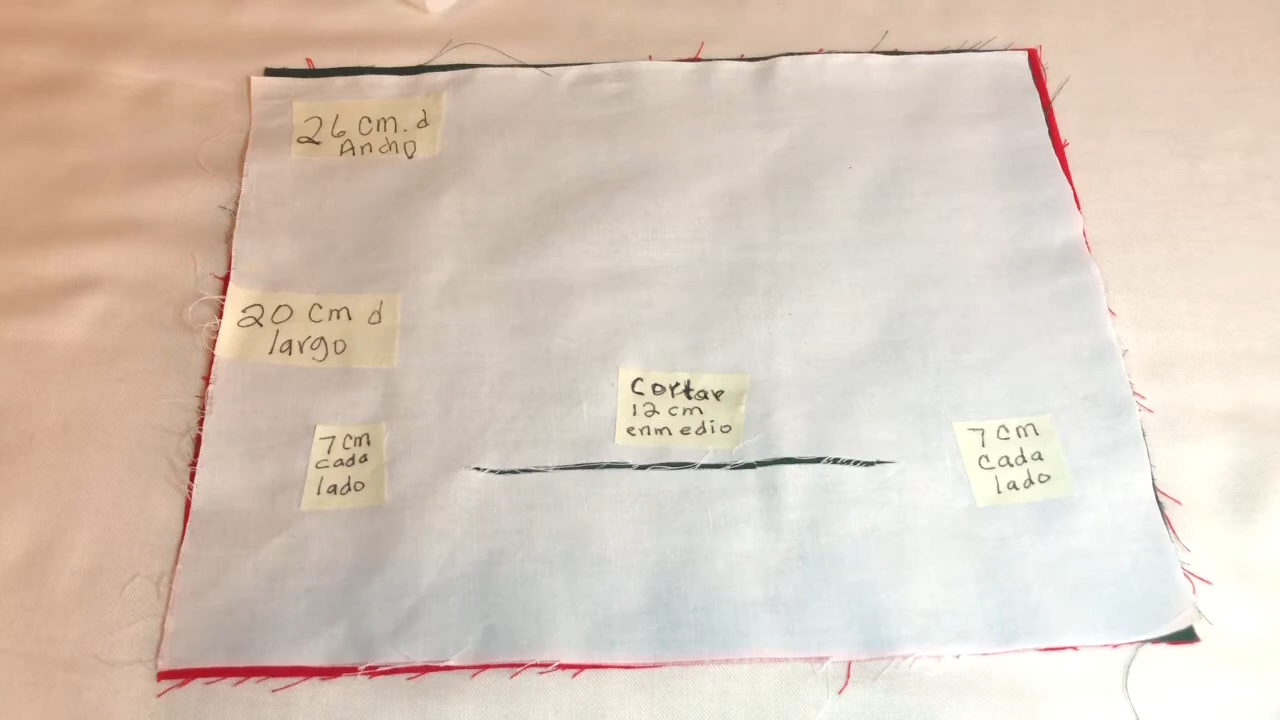 26 cm. d
Ancho
20 cm d
largo
Cortar
12 cm
enmedio
7 cm
cada
lado
7 cm
cada
lado